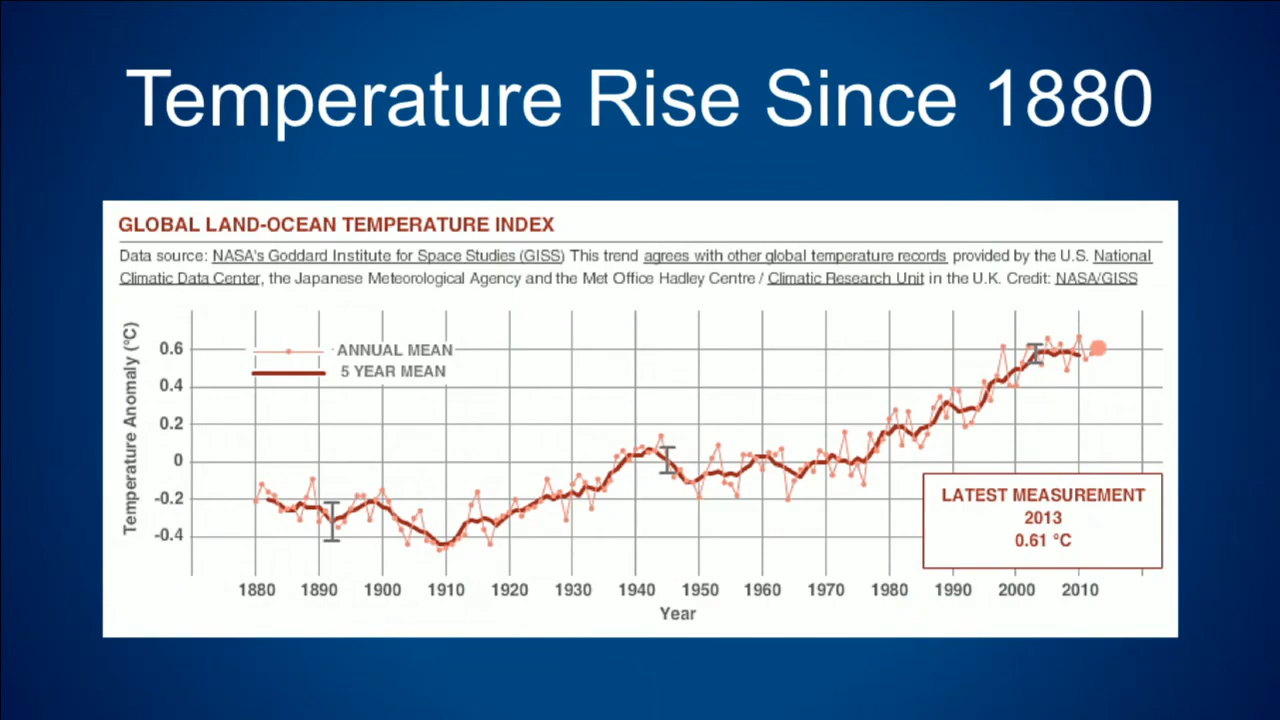 Temperature Rise Since 1880
GLOBAL LAND-OCEAN TEMPERATURE INDEX
Data source: NASA's Goddard Institute for Space Studies (GISS) This trend agrees with other global temperature records provided by the U.S. National
Climatic Data Center, the Japanese Meteorological Agency and the Met Office Hadley Centre / Climatic Research Unit in the U.K. Credit: NASA/GISS
Temperature Anomaly (°C)
0.6
0.4
0.2
0
-0.2
-0.4
ANNUAL MEAN
5 YEAR MEAN
LATEST MEASUREMENT
2013
0.61 °C
1880 1890 1900 1910 1920 1930 1940 1950 1960 1970 1980 1990 2000 2010
Year